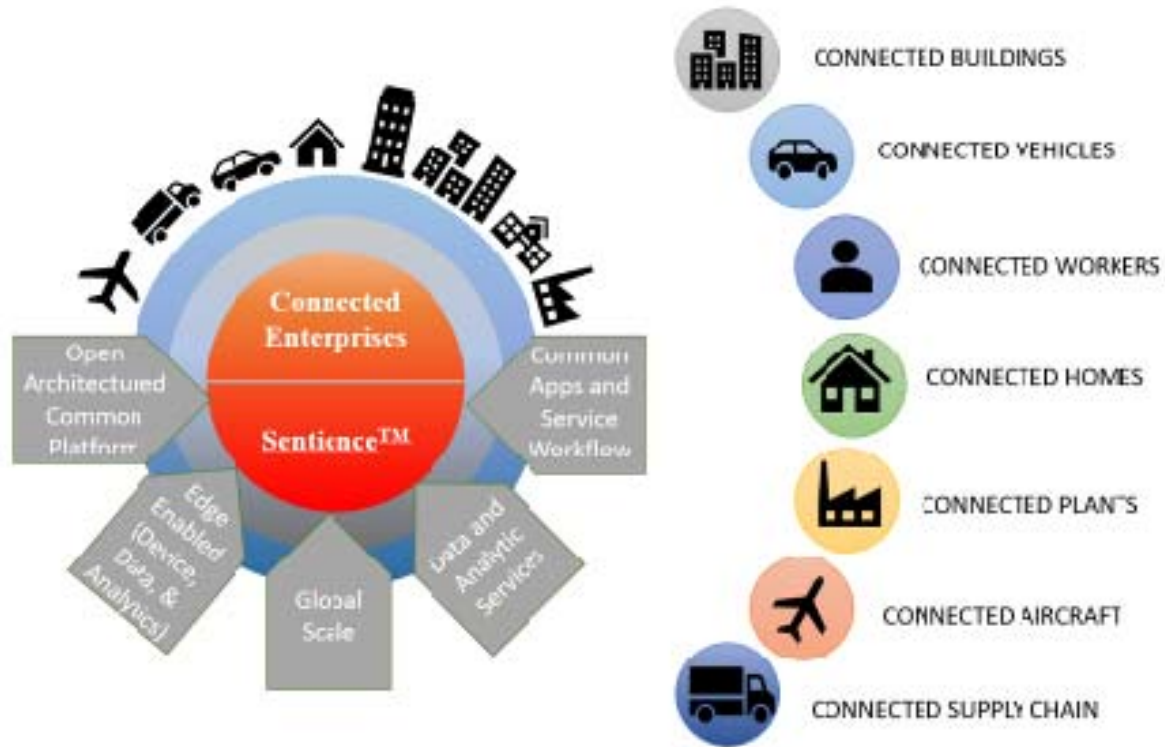 Connected
Enterprises
Sentience™
Open
Architectured
Common
Platform
Edge
Enabled
(Device,
Data, &
Analytics)
Global
Scale
Data and
Analytic
Services
Common
Apps and
Service
Workflow
CONNECTED BUILDINGS
CONNECTED VEHICLES
CONNECTED WORKERS
CONNECTED HOMES
CONNECTED PLANTS
CONNECTED AIRCRAFT
CONNECTED SUPPLY CHAIN